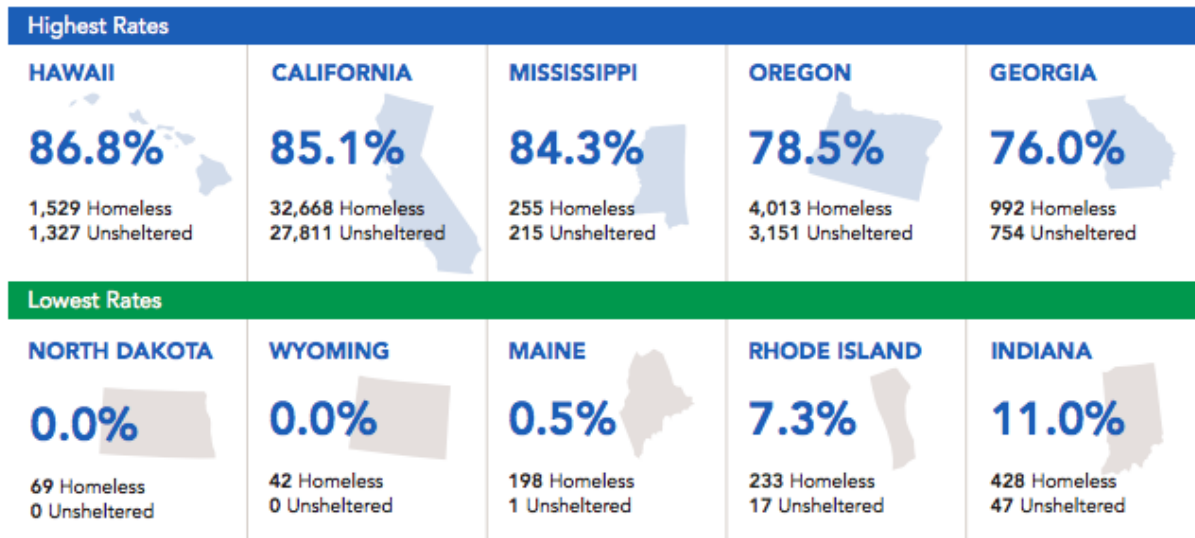 Highest Rates
HAWAII
86.8%
1,529 Homeless
1,327 Unsheltered
CALIFORNIA
85.1%
32,668 Homeless
27,811 Unsheltered
MISSISSIPPI
84.3%
255 Homeless
215 Unsheltered
OREGON
78.5%
4,013 Homeless
3,151 Unsheltered
GEORGIA
76.0%
992 Homeless
754 Unsheltered
Lowest Rates
NORTH DAKOTA
0.0%
69 Homeless
0 Unsheltered
WYOMING
0.0%
42 Homeless
0 Unsheltered
MAINE
0.5%
198 Homeless
1 Unsheltered
RHODE ISLAND
7.3%
233 Homeless
17 Unsheltered
INDIANA
11.0%
428 Homeless
47 Unsheltered